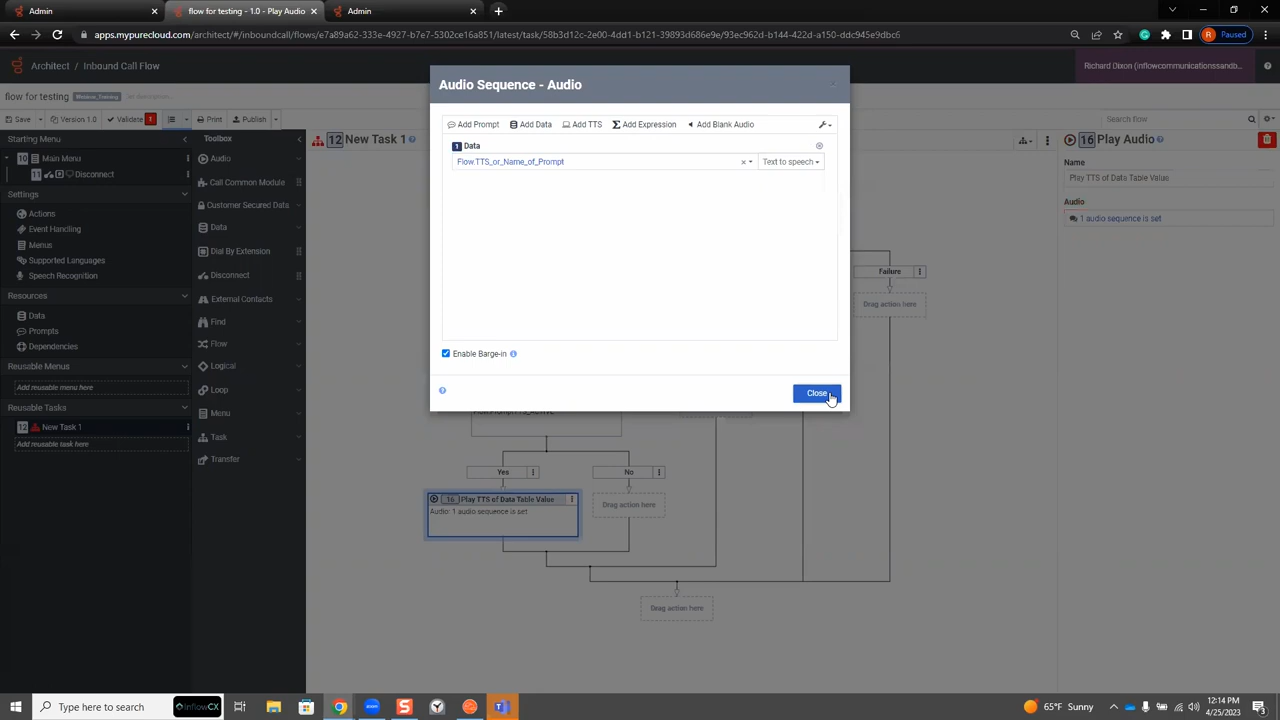 Admin
flow for testing - 1.0 - Play Audio
Admin
apps.mypurecloud.com/architect/#/inboundcall/flows/e7a89a62-333e-4927-b7e7-5302ce16a851/latest/task/58d3d12c-2e00-4dd1-b121-39893d686e9e/93ec962d-b144-422d-a150-ddc945e9dbc6
R Paused
Architect / Inbound Call Flow
Richard Dixon (inflowcommunicationssandb...
flow for testing
Webinar_Training
Set description...
Save
Version 1.0
Validate 1
Print
Publish
Search flow
Starting Menu
10 Main Menu
11 Disconnect
Settings
Actions
Event Handling
Menus
Supported Languages
Speech Recognition
Resources
Data
Prompts
Dependencies
Reusable Menus
Add reusable menu here
Reusable Tasks
12 New Task 1
Add reusable task here
Toolbox
Audio
Call Common Module
Customer Secured Data
Data
Dial By Extension
Disconnect
External Contacts
Find
Flow
Logical
Loop
Menu
Task
Transfer
12 New Task 1
Audio Sequence - Audio
Add Prompt Add Data Add TTS Add Expression Add Blank Audio
1 Data
Flow.TTS_or_Name_of_Prompt
Text to speech
Enable Barge-in
Close
Failure
Drag action here
Yes
No
16 Play TTS of Data Table Value
Audio: 1 audio sequence is set
Drag action here
Drag action here
16 Play Audio
Name
Play TTS of Data Table Value
Audio
1 audio sequence is set
Type here to search
InflowCX
65°F Sunny
12:14 PM
4/25/2023